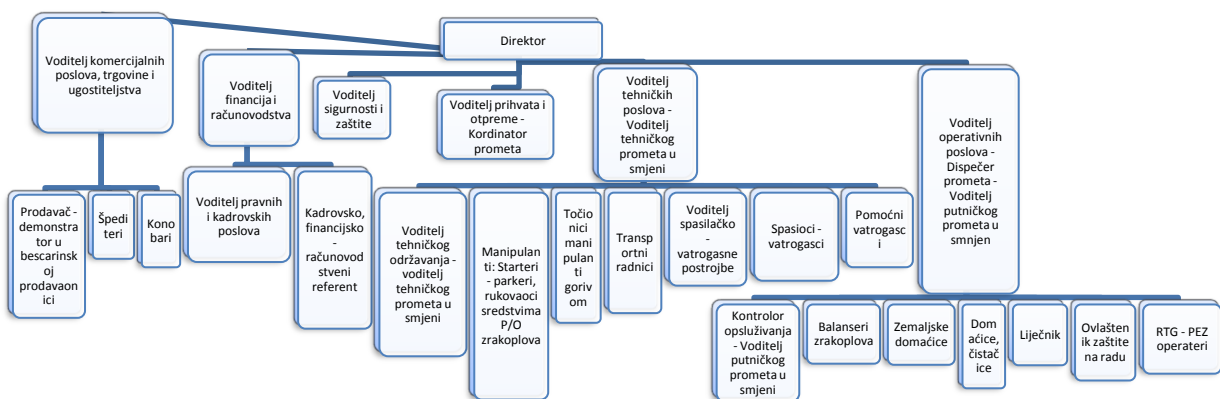 Direktor
Voditelj komercijalnih
poslova, trgovine i
ugostiteljstva
Voditelj
financija i
računovodstva
Voditelj
sigurnosti i
zaštite
Voditelj prihvata i
otpreme -
Kordinator
prometa
Voditelj
tehničkih
poslova -
Voditelj
tehničkog
prometa u
smjeni
Voditelj
operativnih
poslova -
Dispečer
prometa -
Voditelj
putničkog
prometa u
smnjen
Prodavač -
demonstra
tor u
bescarinsk
oj
prodavaon
ici
Špedi
teri
Kono
bari
Voditelj pravnih
i kadrovskih
poslova
Kadrovsko,
financijsko
-
računovod
stveni
referent
Voditelj
tehničkog
održavanja -
voditelj
tehničkog
prometa u
smjeni
Manipulan
ti: Starteri
- parkeri,
rukovaoci
sredstvima
P/O
zrakoplova
Točio
nici i
mani
pulan
ti
goriv
om
Transp
ortni
radnici
Voditelj
spasilačko
- vatrogasne
postrojbe
Spasioci -
vatrogasci
Pomoćni
vatrogasc
i
Kontrolor
opsluživanja
- Voditelj
putničkog
prometa u
smjeni
Balanseri
zrakoplova
Zemaljske
domaćice
Dom
aćice,
čistač
ice
Liječnik
Ovlašten
ik zaštite
na radu
RTG - PEZ
operateri